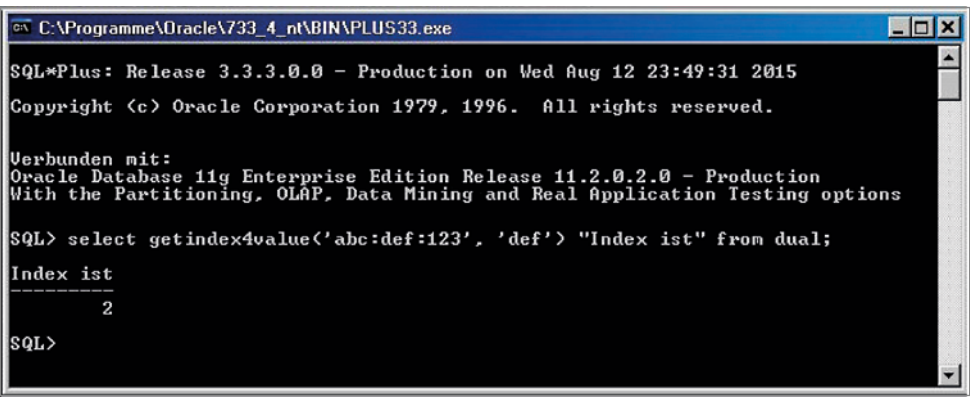 C:\Programme\Oracle\733_4_nt\BIN\PLUS33.exe
SQL*Plus: Release 3.3.3.0.0 - Production on Wed Aug 12 23:49:31 2015
Copyright (c) Oracle Corporation 1979, 1996.  All rights reserved.
Verbunden mit:
Oracle Database 11g Enterprise Edition Release 11.2.0.2.0 - Production
With the Partitioning, OLAP, Data Mining and Real Application Testing options
SQL> select getindex4value('abc:def:123', 'def') "Index ist" from dual;
Index ist
---------
2
SQL>